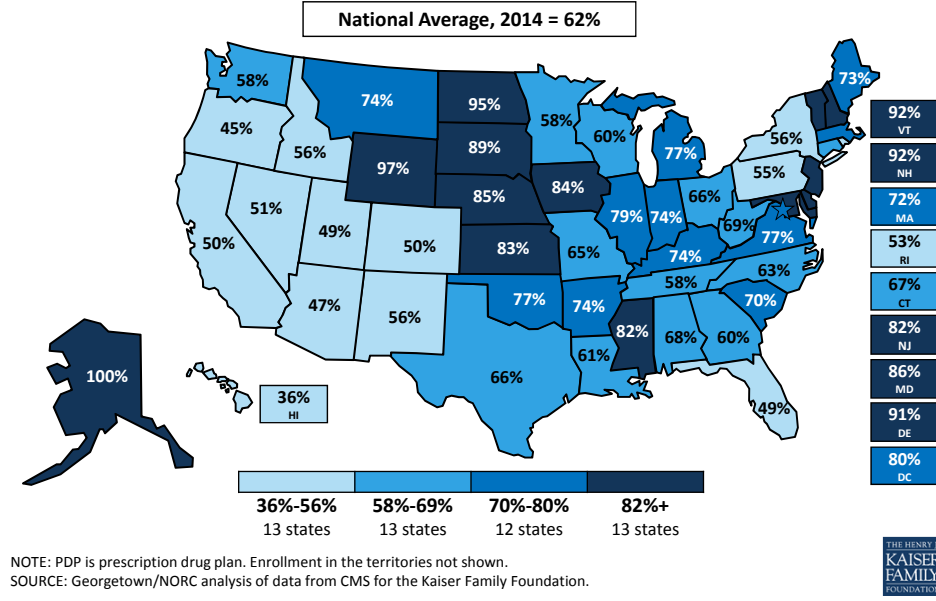 National Average, 2014 = 62%
58%
74%
95%
58%
60%
77%
56%
73%
45%
56%
97%
89%
55%
51%
49%
50%
85%
84%
79%
74%
66%
69%
77%
50%
83%
65%
74%
58%
63%
47%
56%
77%
74%
82%
68%
60%
70%
66%
61%
49%
100%
36%
HI
92%
VT
92%
NH
72%
MA
53%
RI
67%
CT
82%
NJ
86%
MD
91%
DE
80%
DC
36%-56% 58%-69% 70%-80% 82%+
13 states 13 states 12 states 13 states
NOTE: PDP is prescription drug plan. Enrollment in the territories not shown.
SOURCE: Georgetown/NORC analysis of data from CMS for the Kaiser Family Foundation.
THE HENRY J
KAISER
FAMILY
FOUNDATION